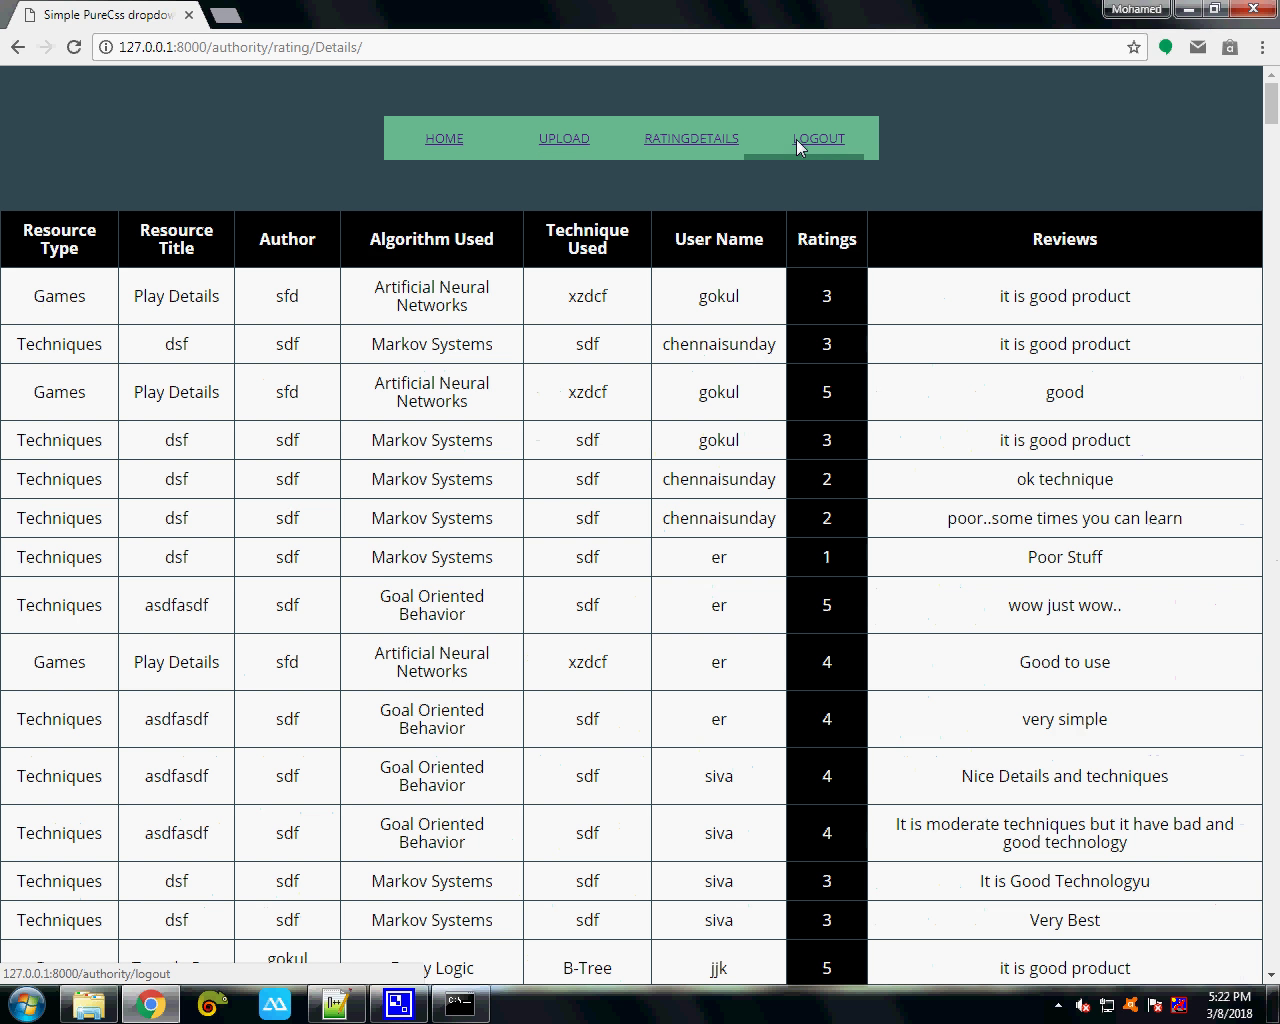 Simple PureCss dropdow
Mohamed
127.0.0.1:8000/authority/rating/Details/
HOME UPLOAD RATINGDETAILS LOGOUT
Resource Type Resource Title Author Algorithm Used Technique Used User Name Ratings Reviews
Games Play Details sfd Artificial Neural Networks xzdcf gokul 3 it is good product
Techniques dsf sdf Markov Systems sdf chennaisunday 3 it is good product
Games Play Details sfd Artificial Neural Networks xzdcf gokul 5 good
Techniques dsf sdf Markov Systems sdf gokul 3 it is good product
Techniques dsf sdf Markov Systems sdf chennaisunday 2 ok technique
Techniques dsf sdf Markov Systems sdf chennaisunday 2 poor..some times you can learn
Techniques dsf sdf Markov Systems sdf er 1 Poor Stuff
Techniques asdfasdf sdf Goal Oriented Behavior sdf er 5 wow just wow..
Games Play Details sfd Artificial Neural Networks xzdcf er 4 Good to use
Techniques asdfasdf sdf Goal Oriented Behavior sdf er 4 very simple
Techniques asdfasdf sdf Goal Oriented Behavior sdf siva 4 Nice Details and techniques
Techniques asdfasdf sdf Goal Oriented Behavior sdf siva 4 It is moderate techniques but it have bad and good technology
Techniques dsf sdf Markov Systems sdf siva 3 It is Good Technologyu
Techniques dsf sdf Markov Systems sdf siva 3 Very Best
gokul Logic B-Tree jjk 5 it is good product
127.0.0.1:8000/authority/logout
5:22 PM
3/8/2018